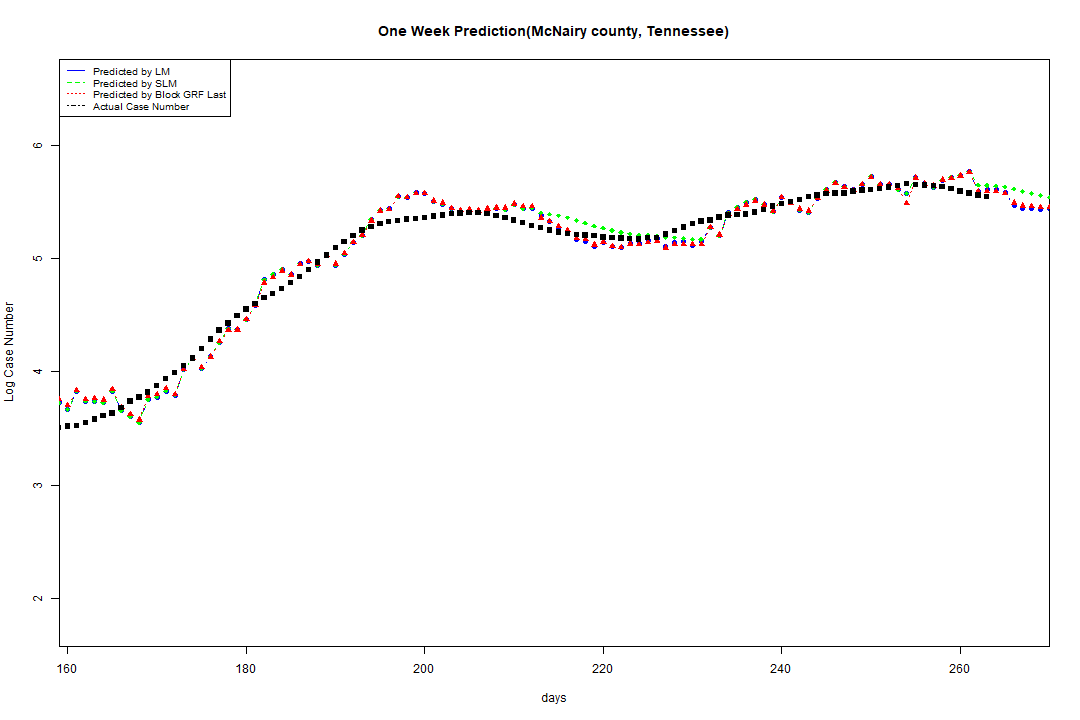 One Week Prediction(McNairy county, Tennessee)
Predicted by LM
Predicted by SLM
Predicted by Block GRF Last
Actual Case Number
6
5
4
3
2
Log Case Number
160 180 200 220 240 260
days